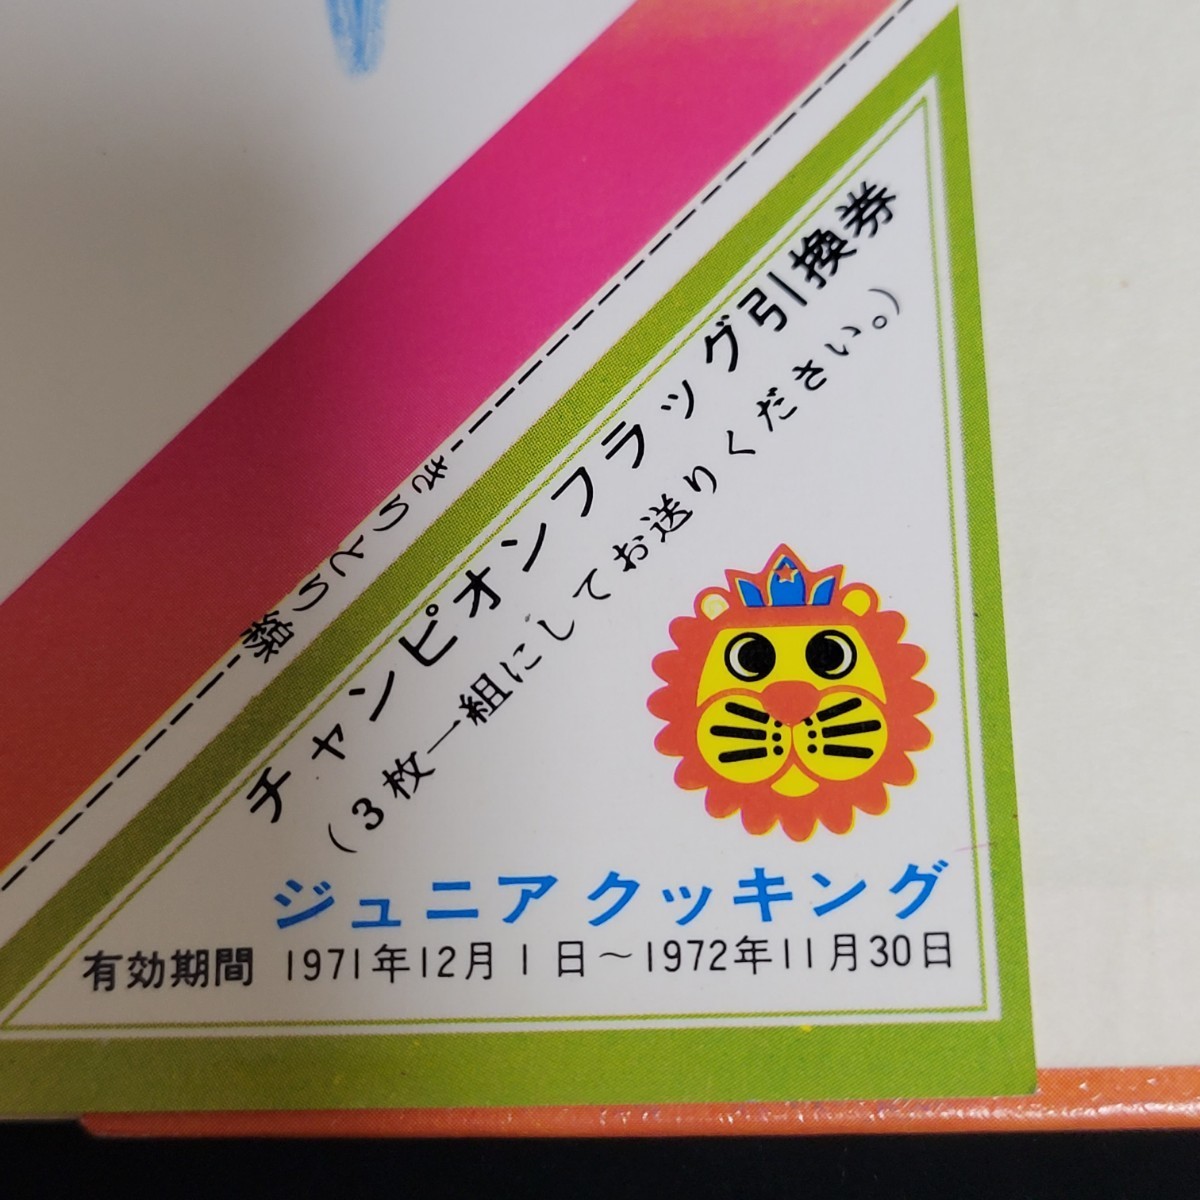 きりとり線
チャンピオンフラッグ引換券
（３枚一組にしてお送りください。）
ジュニアクッキング
有効期間 1971年12月1日～1972年11月30日